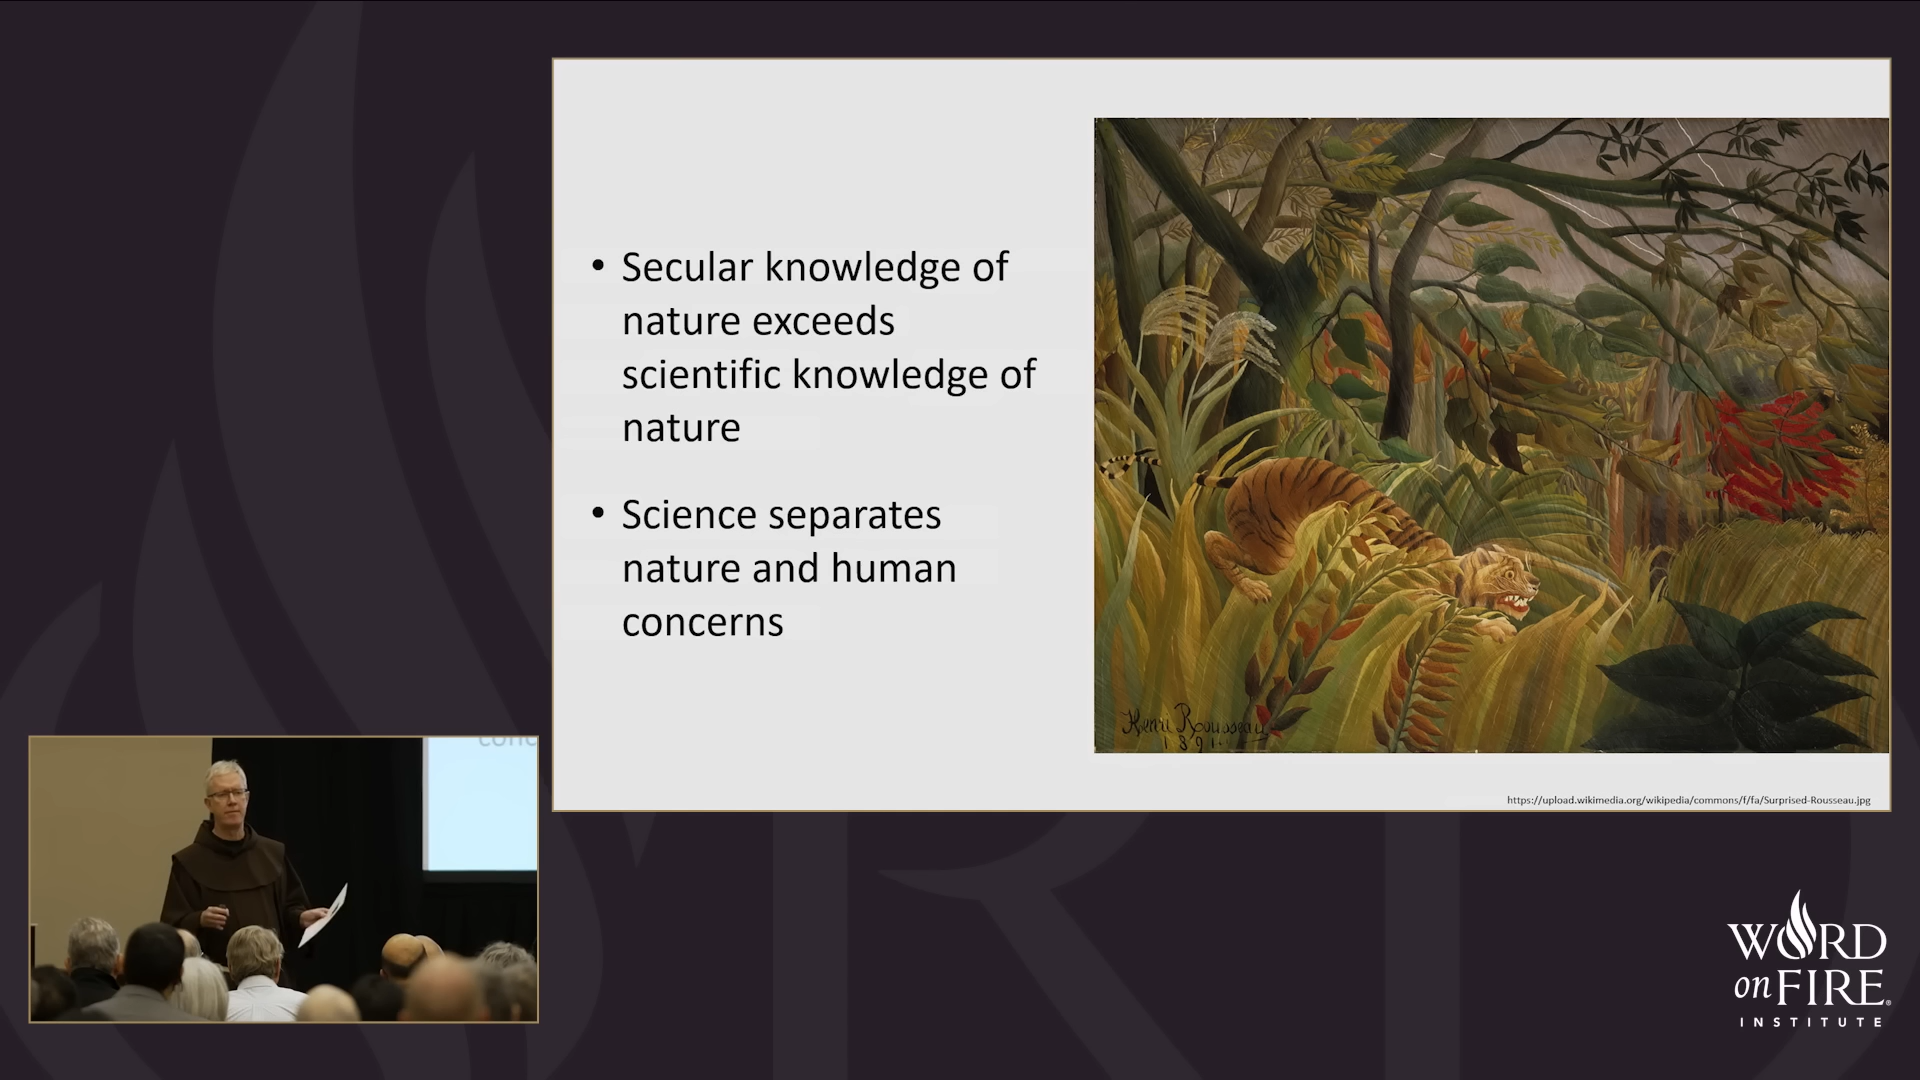 • Secular knowledge of
nature exceeds
scientific knowledge of
nature
• Science separates
nature and human
concerns
Henri Rousseau
1891
https://upload.wikimedia.org/wikipedia/commons/f/fa/Surprised-Rousseau.jpg
conc
WORD
on FIRE
INSTITUTE